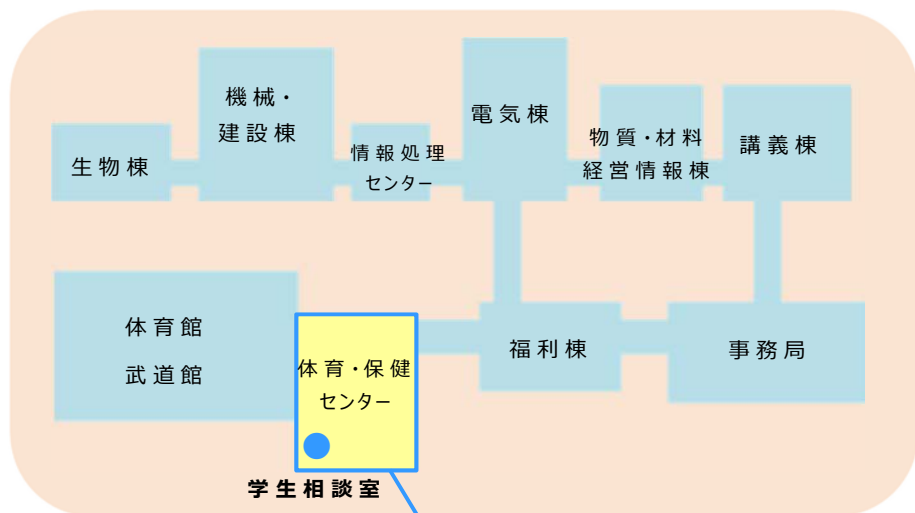 機械・
建設棟
電気棟
生物棟
情報処理
センター
物質・材料
経営情報棟
講義棟
体育館
武道館
体育・保健
センター
福利棟
事務局
学生相談室